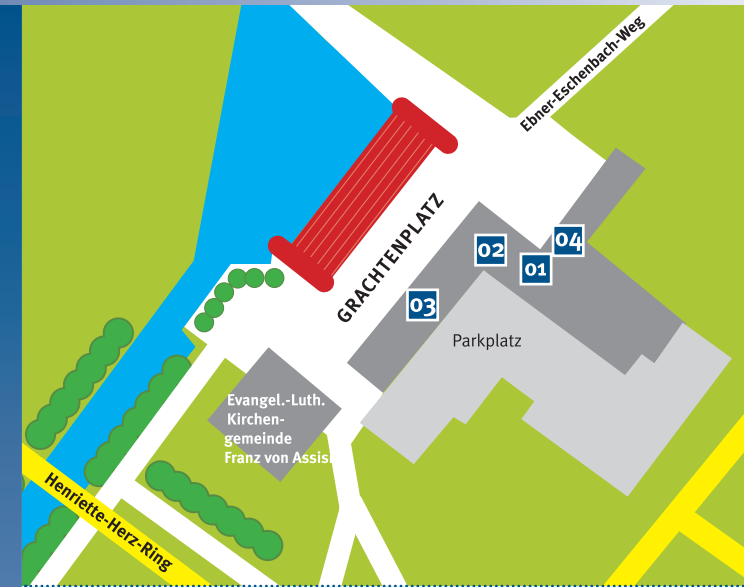 Ebner-Eschenbach-Weg
GRACHTENPLATZ
04
02
01
03
Parkplatz
Evangel.-Luth.
Kirchen-
gemeinde
Franz von Assisi
Henriette-Herz-Ring